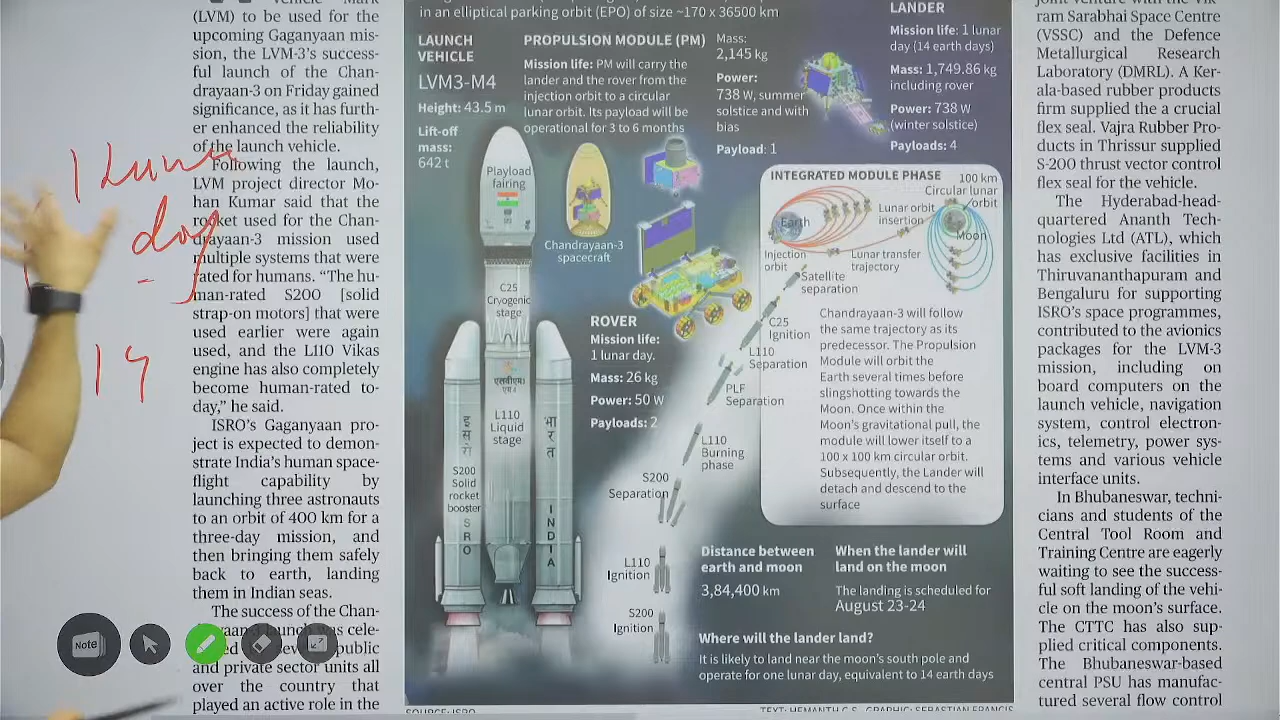 (LVM) to be used for the
upcoming Gaganyaan mis-
sion, the LVM-3's success-
ful launch of the Chan-
drayaan-3 on Friday gained
significance, as it has furth-
er enhanced the reliability
of the launch vehicle.
Following the launch,
LVM project director Mo-
han Kumar said that the
rocket used for the Chan-
drayaan-3 mission used
multiple systems that were
rated for humans. "The hu-
man-rated S200 [solid
strap-on motors] that were
used earlier were again
used, and the L110 Vikas
engine has also completely
become human-rated to-
day," he said.
ISRO's Gaganyaan pro-
ject is expected to demon-
strate India's human space-
flight capability by
launching three astronauts
to an orbit of 400 km for a
three-day mission, and
then bringing them safely
back to earth, landing
them in Indian seas.
The success of the Chan-
was cele-
public
and private sector units all
over the country that
played an active role in the
1 Lunar
day
14
Note
in an elliptical parking orbit (EPO) of size ~170 x 36500 km
LAUNCH
VEHICLE
LVM3-M4
Height: 43.5 m
Lift-off
mass:
642 t
PROPULSION MODULE (PM)
Mission life: PM will carry the
lander and the rover from the
injection orbit to a circular
lunar orbit. Its payload will be
operational for 3 to 6 months
Mass:
2,145 kg
Power:
738 W, summer
solstice and with
bias
Payload: 1
LANDER
Mission life: 1 lunar
day (14 earth days)
Mass: 1,749.86 kg
including rover
Power: 738 W
(winter solstice)
Payloads: 4
Playload
fairing
Chandrayaan-3
spacecraft
C25
Cryogenic
stage
एलवीएम3
एम 4
L110
Liquid
stage
इसरो
भारत
S200
Solid
rocket
booster
SRO
INDIA
ROVER
Mission life:
1 lunar day.
Mass: 26 kg
Power: 50 W
Payloads: 2
INTEGRATED MODULE PHASE
100 km
Circular lunar
orbit
Lunar orbit
insertion
Earth
Moon
Injection
orbit
Lunar transfer
trajectory
Satellite
separation
C25
Ignition
L110
Separation
PLF
Separation
L110
Burning
phase
S200
Separation
L110
Ignition
S200
Ignition
Chandrayaan-3 will follow
the same trajectory as its
predecessor. The Propulsion
Module will orbit the
Earth several times before
slingshotting towards the
Moon. Once within the
Moon's gravitational pull, the
module will lower itself to a
100 x 100 km circular orbit.
Subsequently, the Lander will
detach and descend to the
surface
Distance between
earth and moon
3,84,400 km
When the lander will
land on the moon
The landing is scheduled for
August 23-24
Where will the lander land?
It is likely to land near the moon's south pole and
operate for one lunar day, equivalent to 14 earth days
SOURCE: ISRO
TEXT: HEMANTH C.S., GRAPHIC: SEBASTIAN FRANCIS
joint venture with the Vik-
ram Sarabhai Space Centre
(VSSC) and the Defence
Metallurgical Research
Laboratory (DMRL). A Ker-
ala-based rubber products
firm supplied the a crucial
flex seal. Vajra Rubber Pro-
ducts in Thrissur supplied
S-200 thrust vector control
flex seal for the vehicle.
The Hyderabad-head-
quartered Ananth Tech-
nologies Ltd (ATL), which
has exclusive facilities in
Thiruvananthapuram and
Bengaluru for supporting
ISRO's space programmes,
contributed to the avionics
packages for the LVM-3
mission, including on
board computers on the
launch vehicle, navigation
system, control electron-
ics, telemetry, power sys-
tems and various vehicle
interface units.
In Bhubaneswar, techni-
cians and students of the
Central Tool Room and
Training Centre are eagerly
waiting to see the success-
ful soft landing of the vehi-
cle on the moon's surface.
The CTTC has also sup-
plied critical components.
The Bhubaneswar-based
central PSU has manufac-
tured several flow control